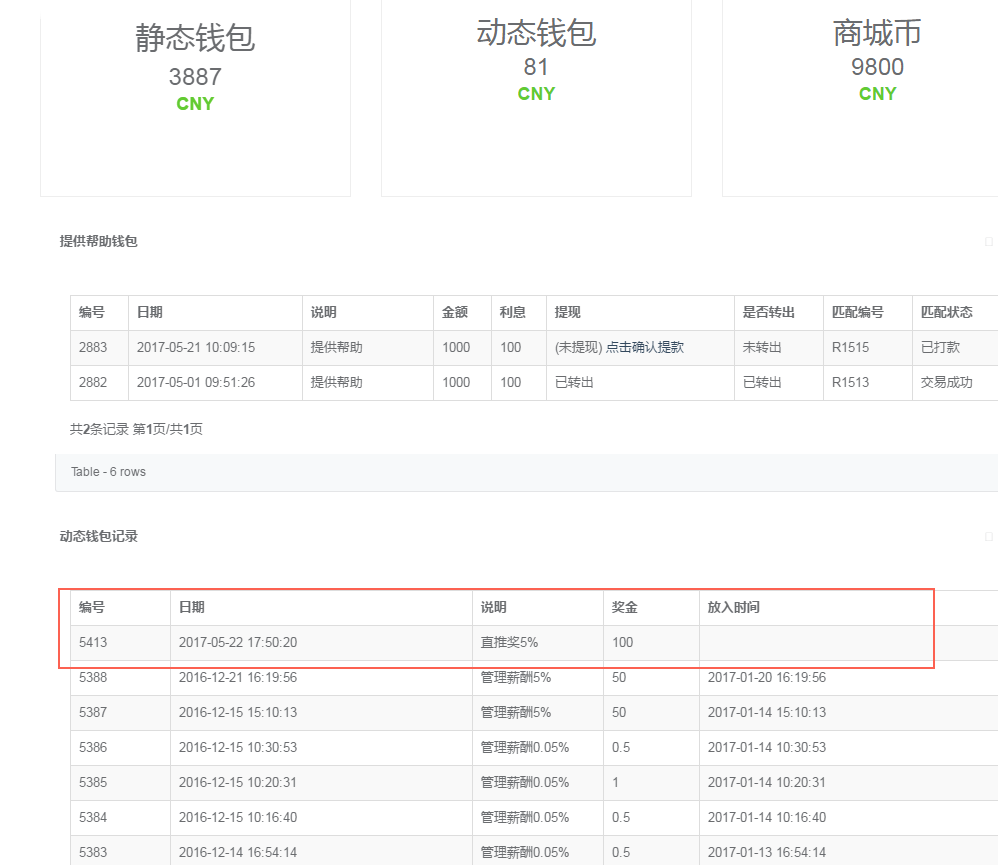 静态钱包 动态钱包 商城币
3887 81 9800
CNY CNY CNY
提供帮助钱包
编号 日期 说明 金额 利息 提现 是否转出 匹配编号 匹配状态
2883 2017-05-21 10:09:15 提供帮助 1000 100 (未提现) 点击确认提款 未转出 R1515 已打款
2882 2017-05-01 09:51:26 提供帮助 1000 100 已转出 已转出 R1513 交易成功
共2条记录 第1页/共1页
Table - 6 rows
动态钱包记录
编号 日期 说明 奖金 放入时间
5413 2017-05-22 17:50:20 直推奖5% 100
5388 2016-12-21 16:19:56 管理薪酬5% 50 2017-01-20 16:19:56
5387 2016-12-15 15:10:13 管理薪酬5% 50 2017-01-14 15:10:13
5386 2016-12-15 10:30:53 管理薪酬0.05% 0.5 2017-01-14 10:30:53
5385 2016-12-15 10:20:31 管理薪酬0.05% 1 2017-01-14 10:20:31
5384 2016-12-15 10:16:40 管理薪酬0.05% 0.5 2017-01-14 10:16:40
5383 2016-12-14 16:54:14 管理薪酬0.05% 0.5 2017-01-13 16:54:14